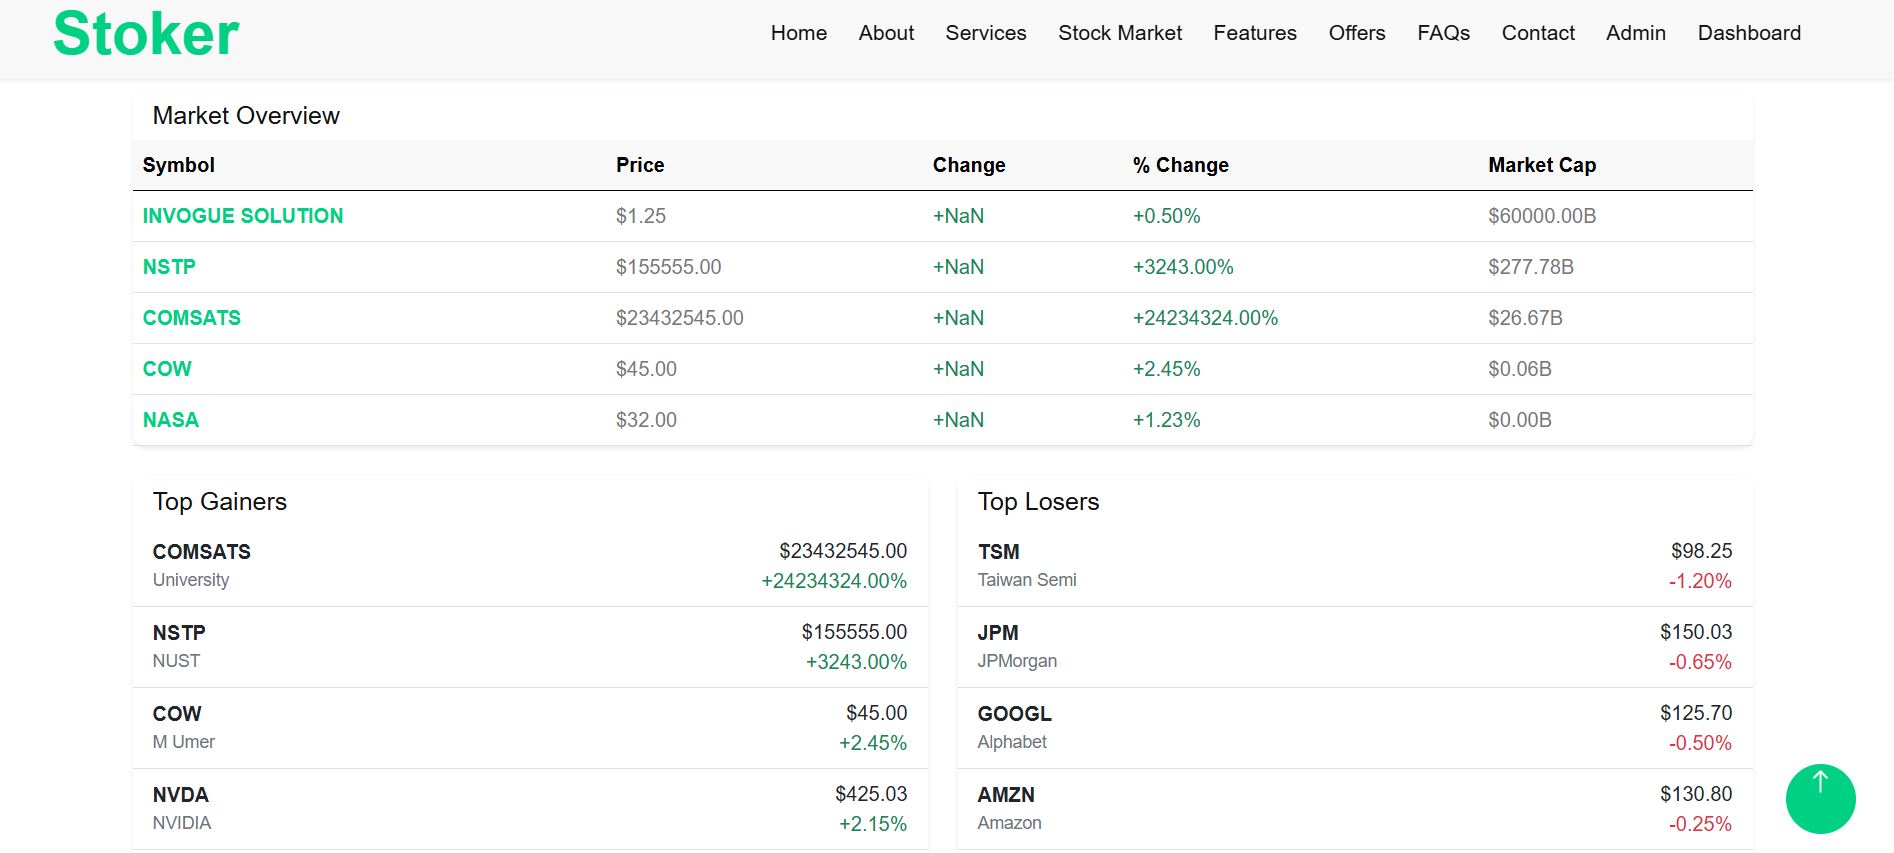 Stoker
Home About Services Stock Market Features Offers FAQs Contact Admin Dashboard
Market Overview
Symbol Price Change % Change Market Cap
INVOGUE SOLUTION $1.25 +NaN +0.50% $60000.00B
NSTP $155555.00 +NaN +3243.00% $277.78B
COMSATS $23432545.00 +NaN +24234324.00% $26.67B
COW $45.00 +NaN +2.45% $0.06B
NASA $32.00 +NaN +1.23% $0.00B
Top Gainers
COMSATS $23432545.00
University +24234324.00%
NSTP $155555.00
NUST +3243.00%
COW $45.00
M Umer +2.45%
NVDA $425.03
NVIDIA +2.15%
Top Losers
TSM $98.25
Taiwan Semi -1.20%
JPM $150.03
JPMorgan -0.65%
GOOGL $125.70
Alphabet -0.50%
AMZN $130.80
Amazon -0.25%